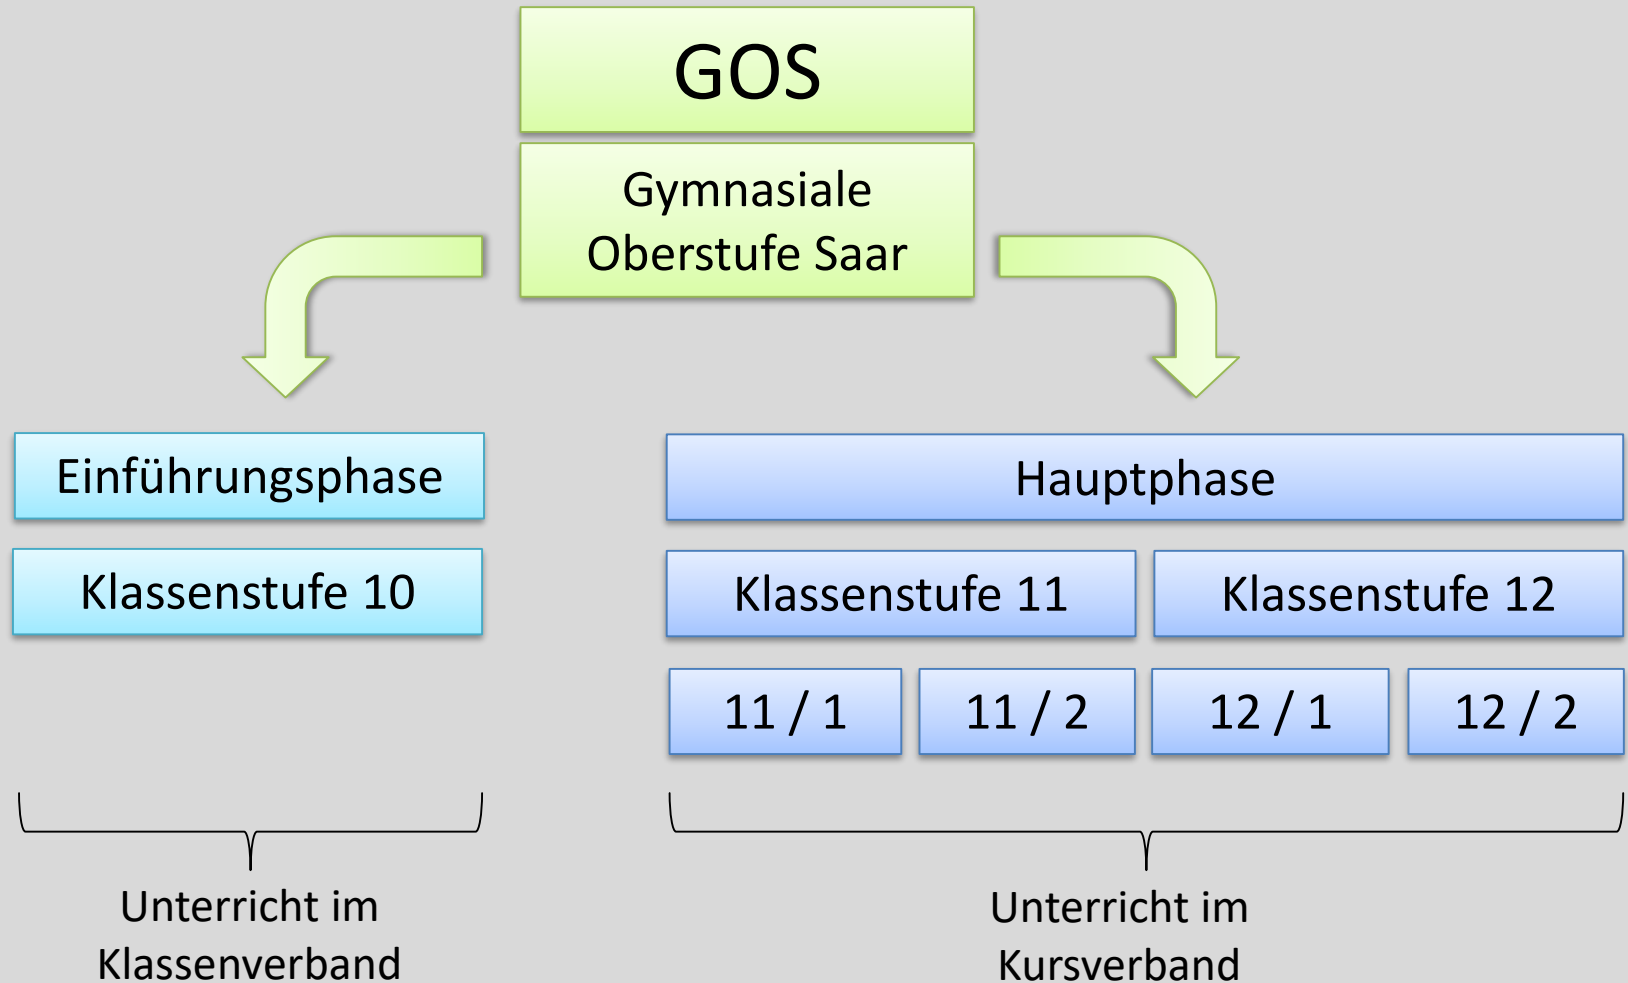 GOS
Gymnasiale
Oberstufe Saar
Einführungsphase
Hauptphase
Klassenstufe 10
Klassenstufe 11
Klassenstufe 12
11 / 1
11 / 2
12 / 1
12 / 2
Unterricht im
Klassenverband
Unterricht im
Kursverband